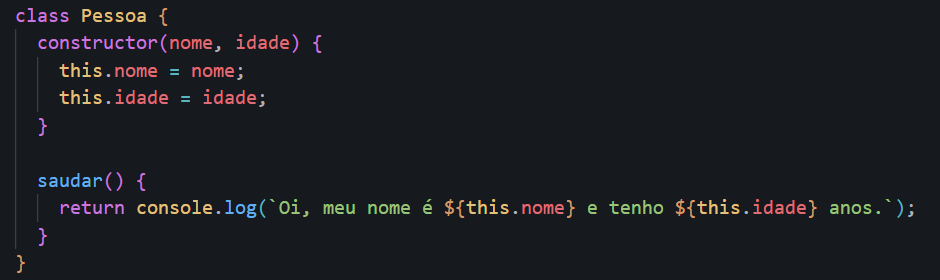 class Pessoa {
  constructor(nome, idade) {
    this.nome = nome;
    this.idade = idade;
  }

  saudar() {
    return console.log(`Oi, meu nome é ${this.nome} e tenho ${this.idade} anos.`);
  }
}